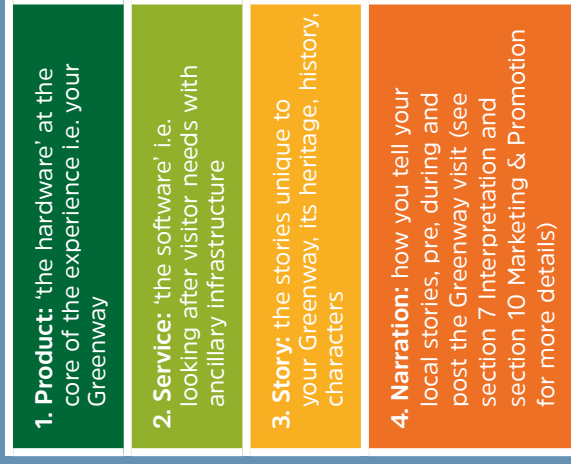 1. Product: ‘the hardware’ at the
core of the experience i.e. your
Greenway
2. Service: ‘the software’ i.e.
looking after visitor needs with
ancillary infrastructure
3. Story: the stories unique to
your Greenway, its heritage, history,
characters
4. Narration: how you tell your
local stories, pre, during and
post the Greenway visit (see
section 7 Interpretation and
section 10 Marketing & Promotion
for more details)